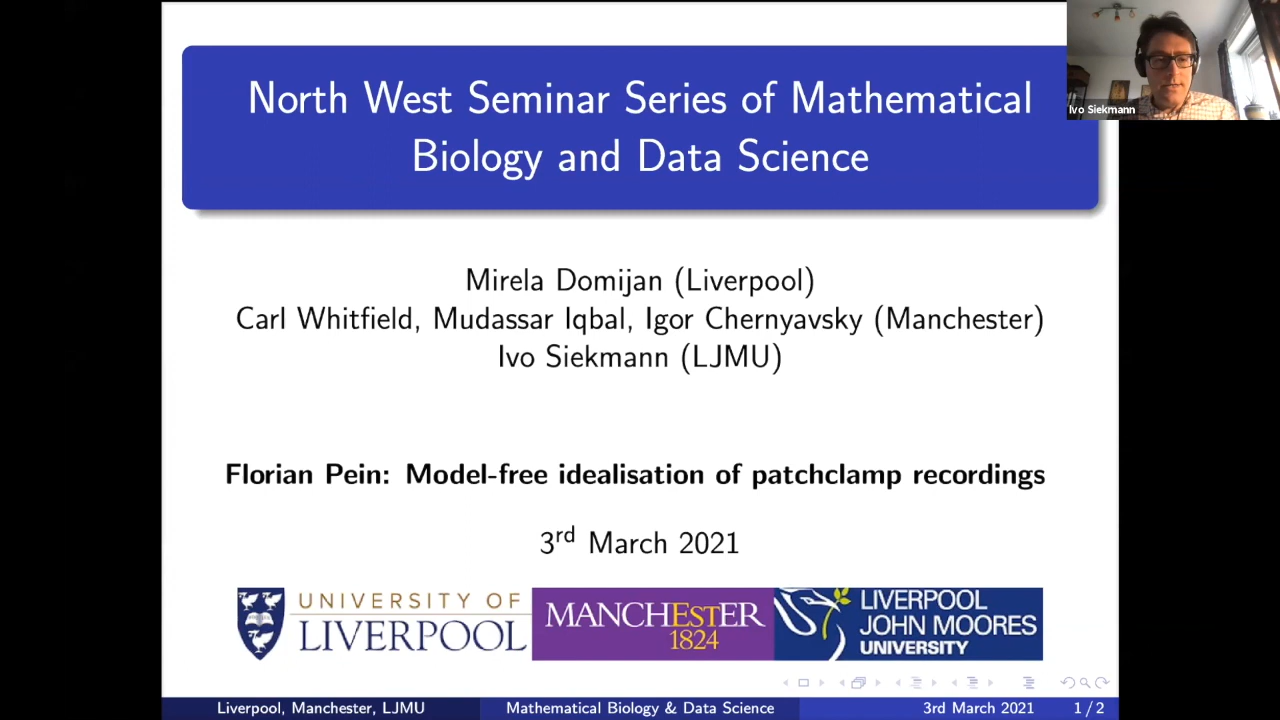 North West Seminar Series of Mathematical
Biology and Data Science
Ivo Siekmann
Mirela Domijan (Liverpool)
Carl Whitfield, Mudassar Iqbal, Igor Chernyavsky (Manchester)
Ivo Siekmann (LJMU)
Florian Pein: Model-free idealisation of patchclamp recordings
3rd March 2021
UNIVERSITY OF
LIVERPOOL
MANCHESTER
1824
LIVERPOOL
JOHN MOORES
UNIVERSITY
Liverpool, Manchester, LJMU
Mathematical Biology & Data Science
3rd March 2021
1 / 2